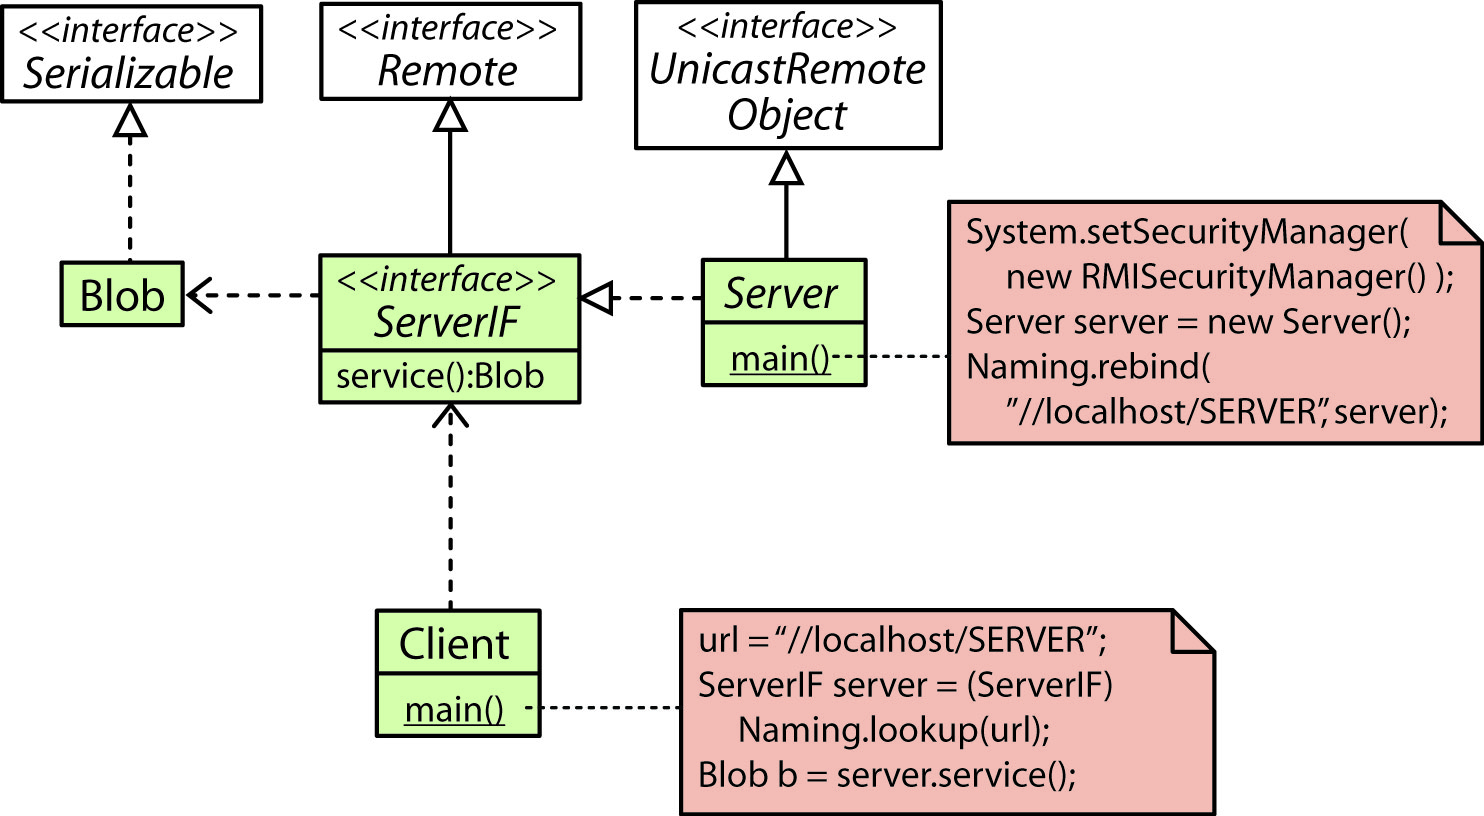 <<interface>>
Serializable
<<interface>>
Remote
<<interface>>
UnicastRemote
Object
Blob
<<interface>>
ServerIF
service():Blob
Server
main()
System.setSecurityManager(
new RMISecurityManager() );
Server server = new Server();
Naming.rebind(
”//localhost/SERVER”, server);
Client
main()
url = “//localhost/SERVER”;
ServerIF server = (ServerIF)
Naming.lookup(url);
Blob b = server.service();